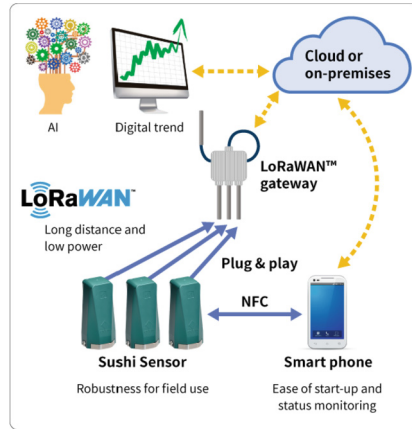 Cloud or
on-premises
AI
Digital trend
LoRaWAN™
gateway
LoRaWAN™
Long distance and
low power
Plug & play
NFC
Sushi Sensor
Smart phone
Robustness for field use
Ease of start-up and
status monitoring